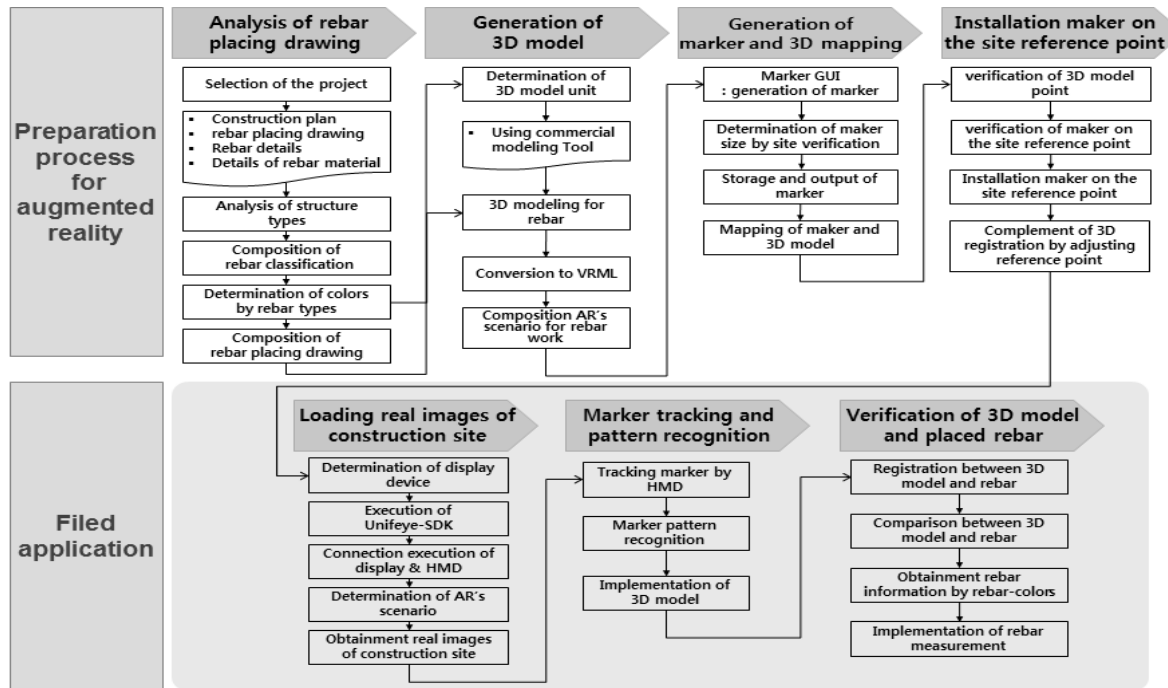 Preparation
process
for
augmented
reality
Analysis of rebar
placing drawing
Selection of the project
▪ Construction plan
▪ rebar placing drawing
▪ Rebar details
▪ Details of rebar material
Analysis of structure
types
Composition of
rebar classification
Determination of colors
by rebar types
Composition of
rebar placing drawing
Generation of
3D model
Determination of
3D model unit
▪ Using commercial
modeling Tool
3D modeling for
rebar
Conversion to VRML
Composition AR's
scenario for rebar
work
Generation of
marker and 3D mapping
Marker GUI
: generation of marker
Determination of maker
size by site verification
Storage and output of
marker
Mapping of maker and
3D model
Installation maker on
the site reference point
verification of 3D model
point
verification of maker on
the site reference point
Installation maker on the
site reference point
Complement of 3D
registration by adjusting
reference point
Filed
application
Loading real images of
construction site
Determination of display
device
Execution of
Unifeye-SDK
Connection execution of
display & HMD
Determination of AR's
scenario
Obtainment real images
of construction site
Marker tracking and
pattern recognition
Tracking marker by
HMD
Marker pattern
recognition
Implementation of
3D model
Verification of 3D model
and placed rebar
Registration between 3D
model and rebar
Comparison between 3D
model and rebar
Obtainment rebar
information by rebar-colors
Implementation of rebar
measurement